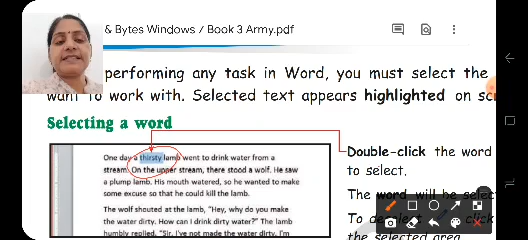 & Bytes Windows / Book 3 Army.pdf
performing any task in Word, you must select the
want to work with. Selected text appears highlighted on sc
Selecting a word
One day a thirsty lamb went to drink water from a
stream. On the upper stream, there stood a wolf. He saw
a plump lamb. His mouth watered, so he wanted to make
some excuse so that he could kill the lamb.
The wolf shouted at the lamb, "Hey, why do you make
the water dirty. How can I drink dirty water?" The lamb
humbly replied, "Sir, I've not made the water dirty. I'm
Double-click the word
to select.
The word will be selec
To deselect click
the selected area